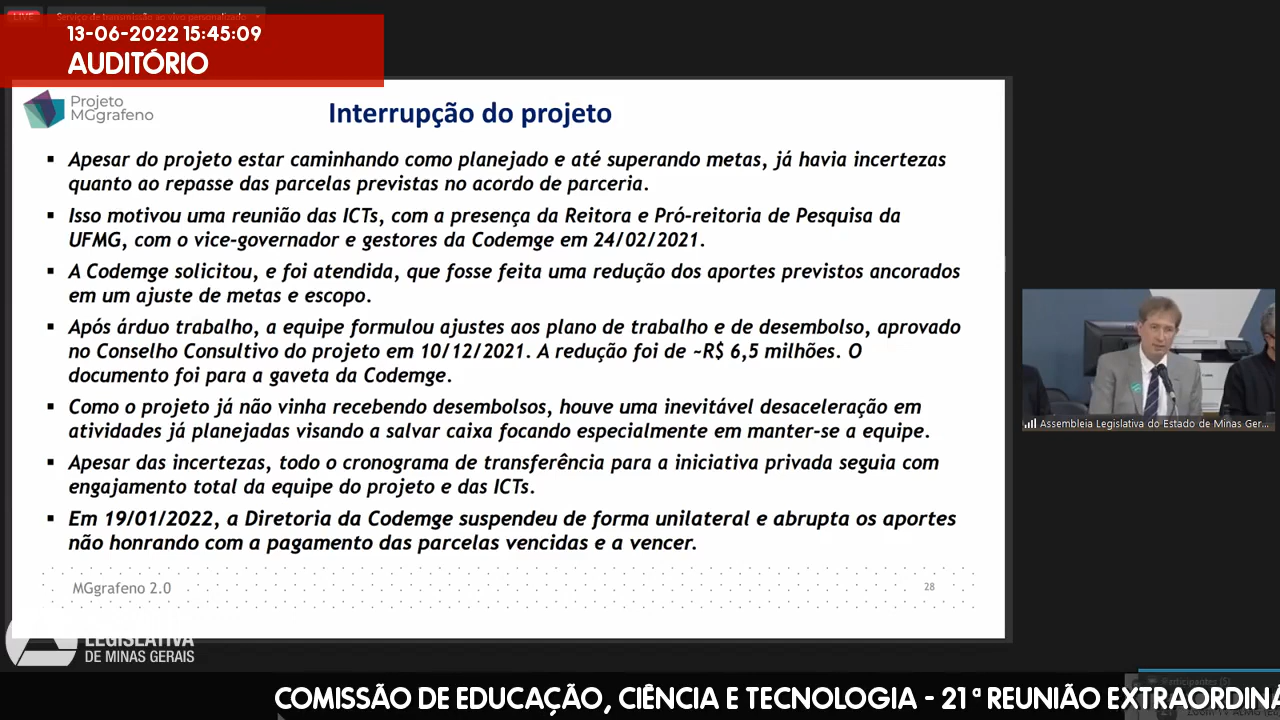 LIVE Serviço de transmissão ao vivo personalizado
13-06-2022 15:45:09
AUDITÓRIO
Projeto
MGgrafeno
Interrupção do projeto
▪ Apesar do projeto estar caminhando como planejado e até superando metas, já havia incertezas
quanto ao repasse das parcelas previstas no acordo de parceria.
▪ Isso motivou uma reunião das ICTs, com a presença da Reitora e Pró-reitoria de Pesquisa da
UFMG, com o vice-governador e gestores da Codemge em 24/02/2021.
▪ A Codemge solicitou, e foi atendida, que fosse feita uma redução dos aportes previstos ancorados
em um ajuste de metas e escopo.
▪ Após árduo trabalho, a equipe formulou ajustes aos plano de trabalho e de desembolso, aprovado
no Conselho Consultivo do projeto em 10/12/2021. A redução foi de ~R$ 6,5 milhões. O
documento foi para a gaveta da Codemge.
▪ Como o projeto já não vinha recebendo desembolsos, houve uma inevitável desaceleração em
atividades já planejadas visando a salvar caixa focando especialmente em manter-se a equipe.
▪ Apesar das incertezas, todo o cronograma de transferência para a iniciativa privada seguia com
engajamento total da equipe do projeto e das ICTs.
▪ Em 19/01/2022, a Diretoria da Codemge suspendeu de forma unilateral e abrupta os aportes
não honrando com a pagamento das parcelas vencidas e a vencer.
MGgrafeno 2.0
28
Assembleia Legislativa do Estado de Minas Ger...
LEGISLATIVA
DE MINAS GERAIS
Participantes (5)
COMISSÃO DE EDUCAÇÃO, CIÊNCIA E TECNOLOGIA - 21ª REUNIÃO EXTRAORDINÁ